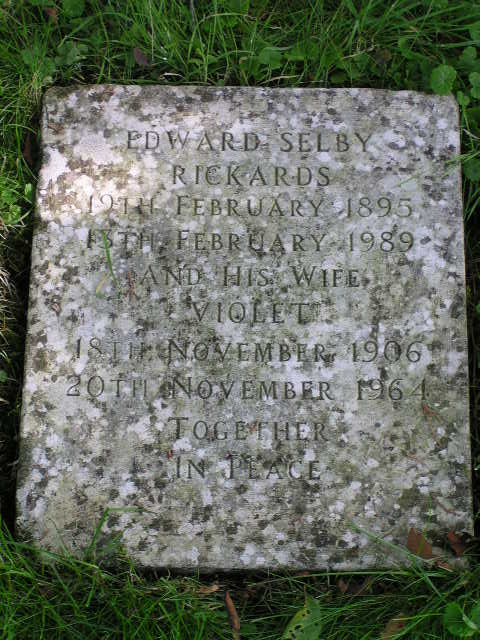 EDWARD SELBY
RICKARDS
19TH FEBRUARY 1895
13TH FEBRUARY 1989
AND HIS WIFE
VIOLET
18TH NOVEMBER 1906
20TH NOVEMBER 1964
TOGETHER
IN PEACE